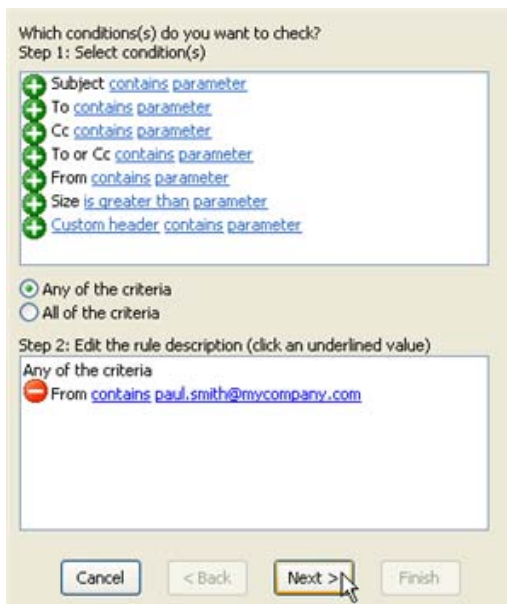 Which conditions(s) do you want to check?
Step 1: Select condition(s)
Subject contains parameter
To contains parameter
Cc contains parameter
To or Cc contains parameter
From contains parameter
Size is greater than parameter
Custom header contains parameter
Any of the criteria
All of the criteria
Step 2: Edit the rule description (click an underlined value)
Any of the criteria
From contains paul.smith@mycompany.com
Cancel < Back Next > Finish